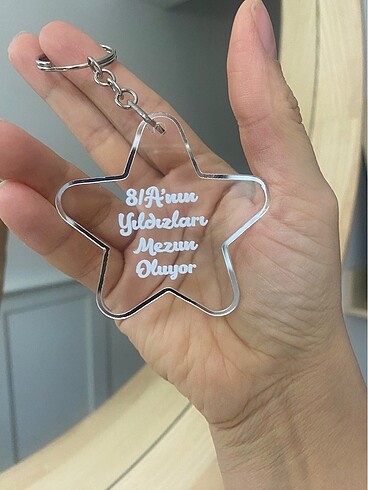 8/A'nın
Yıldızları
Mezun
Oluyor